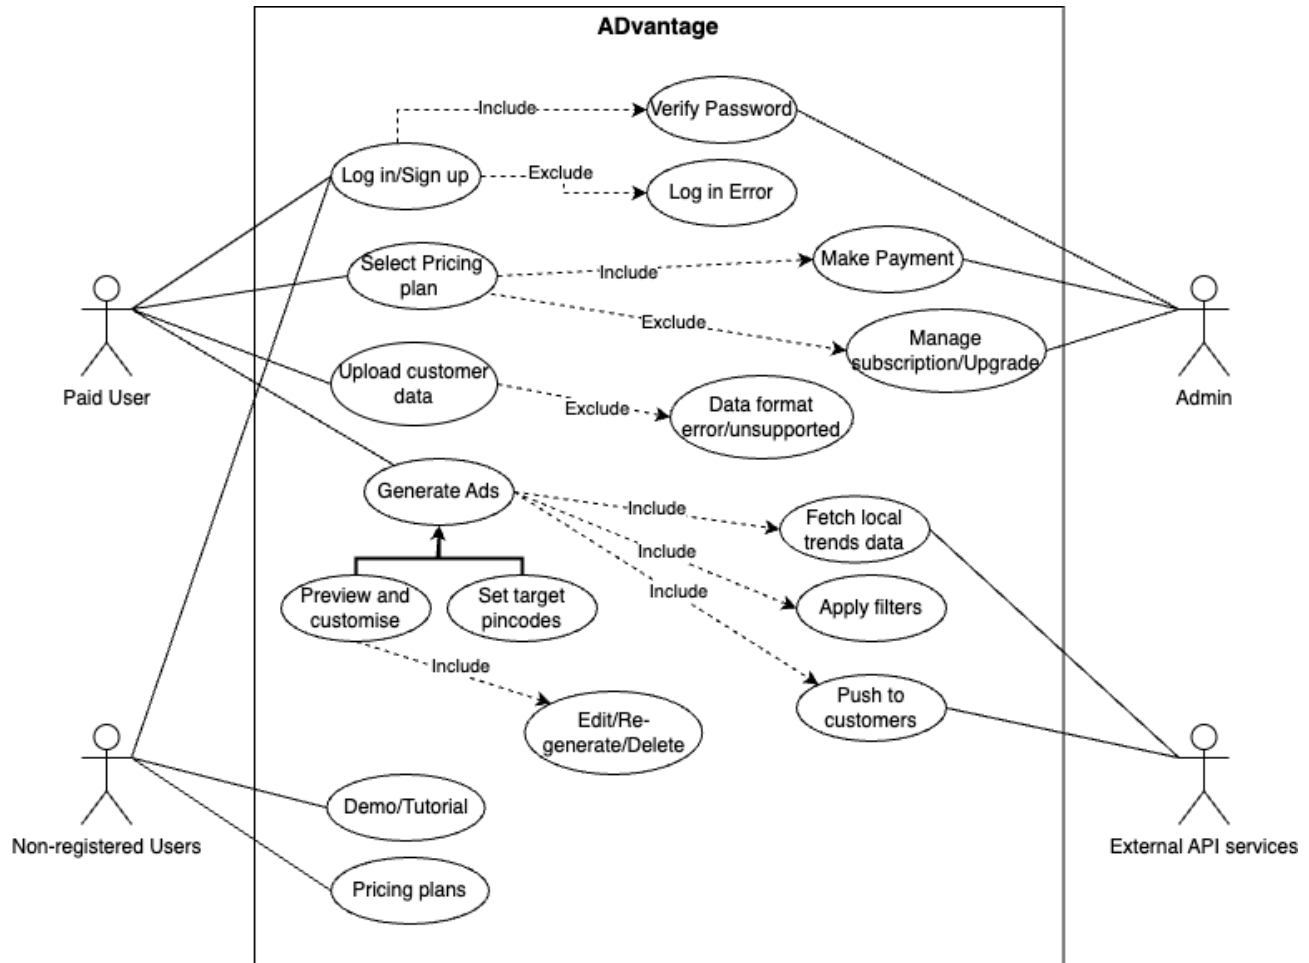 ADvantage
Include
Verify Password
Log in/Sign up
Exclude
Log in Error
Select Pricing
plan
Include
Make Payment
Exclude
Manage
subscription/Upgrade
Paid User
Admin
Upload customer
data
Exclude
Data format
error/unsupported
Generate Ads
Include
Fetch local
trends data
Include
Apply filters
Include
Preview and
customise
Set target
pincodes
Include
Push to
customers
Edit/Re-
generate/Delete
Demo/Tutorial
Non-registered Users
External API services
Pricing plans